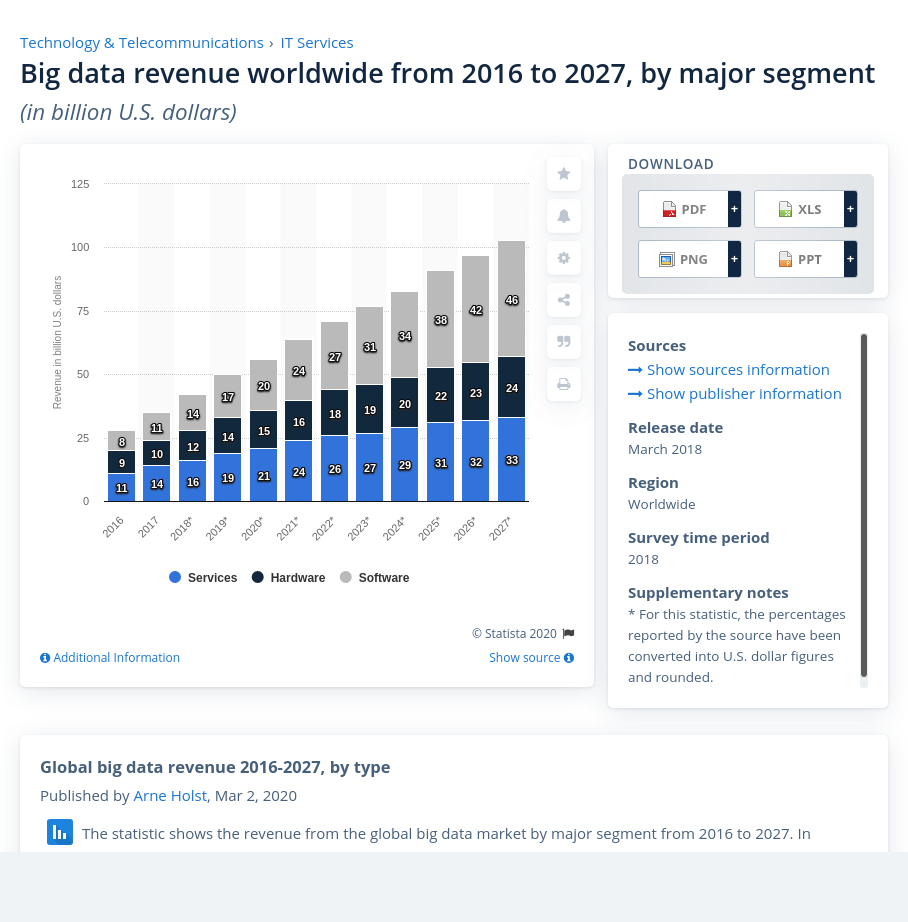 Technology & Telecommunications › IT Services
Big data revenue worldwide from 2016 to 2027, by major segment
(in billion U.S. dollars)
Revenue in billion U.S. dollars
125
100
75
50
25
0
8 11 14 17 20 24 27 31 34 38 42 46
9 10 12 14 15 16 18 19 20 22 23 24
11 14 16 19 21 24 26 27 29 31 32 33
2016 2017 2018* 2019* 2020* 2021* 2022* 2023* 2024* 2025* 2026* 2027*
Services Hardware Software
© Statista 2020
Additional Information Show source
DOWNLOAD
PDF + XLS +
PNG + PPT +
Sources
Show sources information
Show publisher information
Release date
March 2018
Region
Worldwide
Survey time period
2018
Supplementary notes
* For this statistic, the percentages
reported by the source have been
converted into U.S. dollar figures
and rounded.
Global big data revenue 2016-2027, by type
Published by Arne Holst, Mar 2, 2020
The statistic shows the revenue from the global big data market by major segment from 2016 to 2027. In